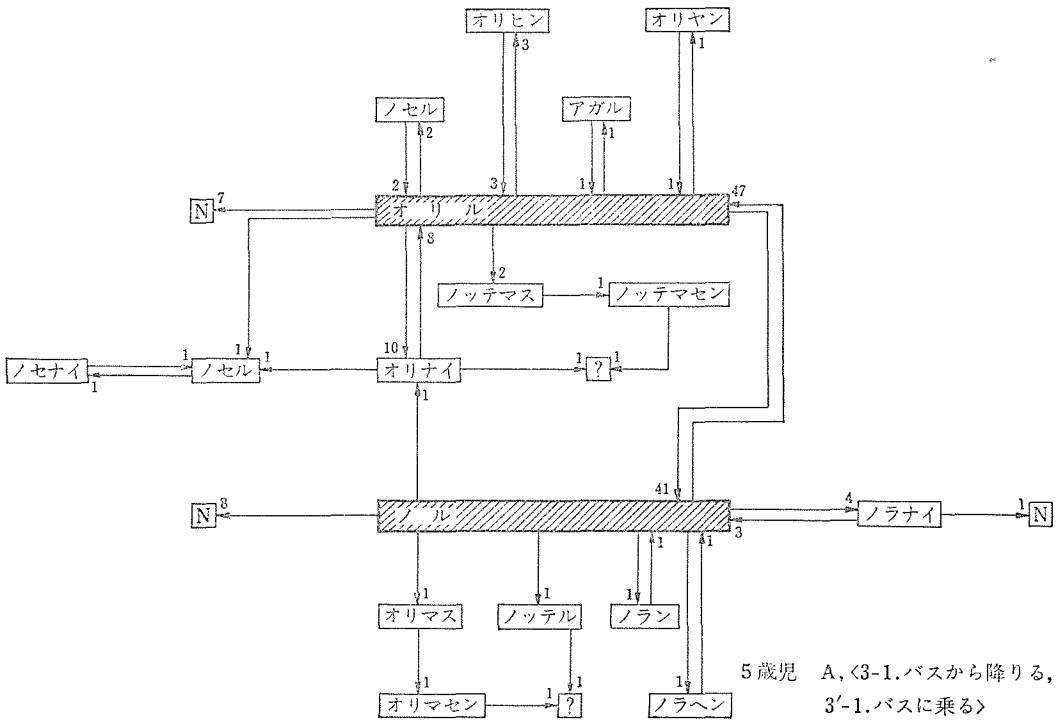 オリヒン
オリヤン
3
1
ノセル
アガル
2
1
2
3
1
1
47
N
7
オリル
8
2
ノッテマス
1
ノッテマセン
10
ノセナイ
1
1
ノセル
1
1
オリナイ
1
?
1
1
41
N
8
ノル
4
ノラナイ
1
N
3
1
1
1
1
1
オリマス
ノッテル
ノラン
1
1
1
オリマセン
1
?
ノラヘン
5歳児 A,〈3-1.バスから降りる,
3′-1.バスに乗る〉